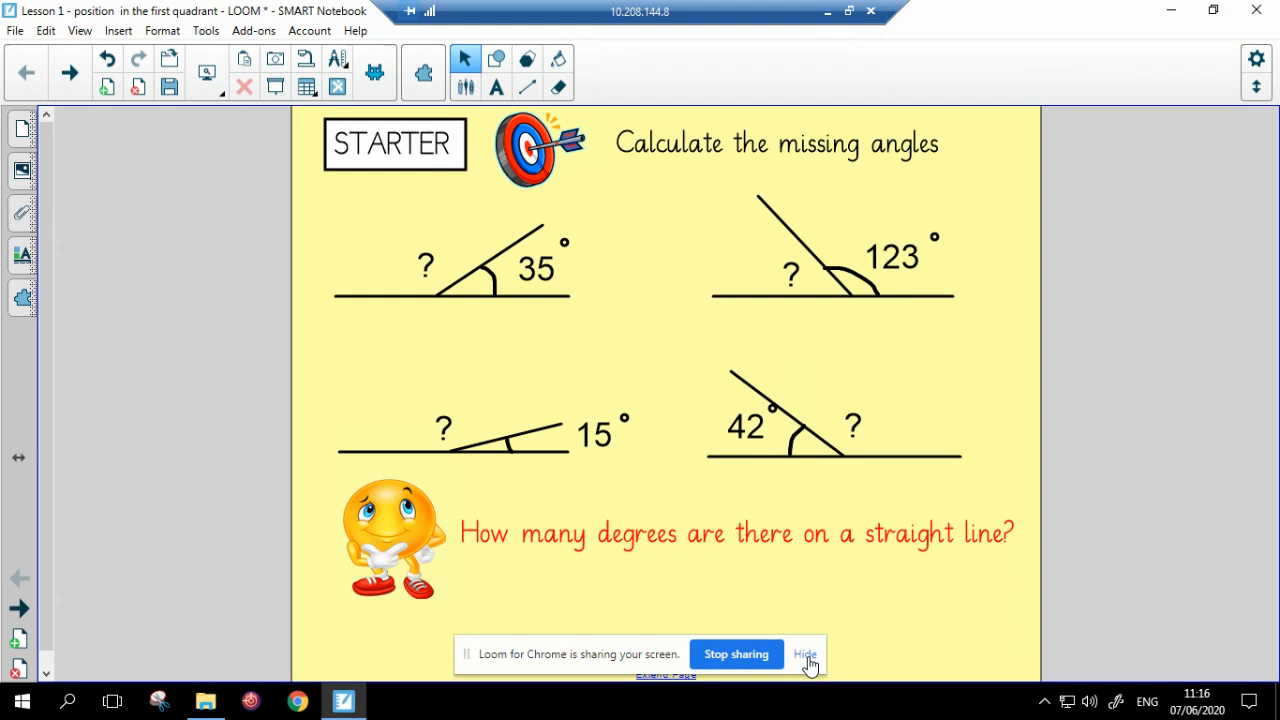 Lesson 1 - position in the first quadrant - LOOM * - SMART Notebook
10.208.144.8
File Edit View Insert Format Tools Add-ons Account Help
STARTER
Calculate the missing angles
? 35°
? 123°
? 15°
42° ?
How many degrees are there on a straight line?
Loom for Chrome is sharing your screen. Stop sharing Hide
Extend Page
ENG
11:16
07/06/2020